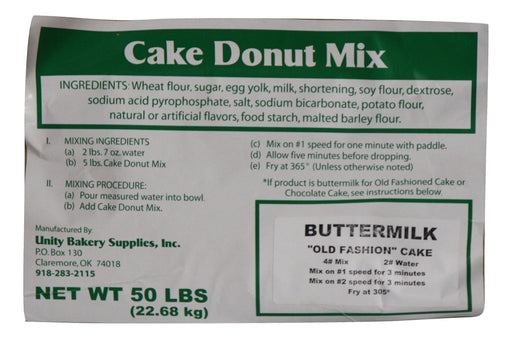 Cake Donut Mix
INGREDIENTS: Wheat flour, sugar, egg yolk, milk, shortening, soy flour, dextrose,
sodium acid pyrophosphate, salt, sodium bicarbonate, potato flour,
natural or artificial flavors, food starch, malted barley flour.
I. MIXING INGREDIENTS
(a) 2 lbs. 7 oz. water
(b) 5 lbs. Cake Donut Mix
II. MIXING PROCEDURE:
(a) Pour measured water into bowl.
(b) Add Cake Donut Mix.
(c) Mix on #1 speed for one minute with paddle.
(d) Allow five minutes before dropping.
(e) Fry at 365° (Unless otherwise noted)
*If product is buttermilk for Old Fashioned Cake or
Chocolate Cake, see instructions below.
Manufactured By:
Unity Bakery Supplies, Inc.
P.O. Box 130
Claremore, OK 74018
918-283-2115
NET WT 50 LBS
(22.68 kg)
BUTTERMILK
"OLD FASHION" CAKE
4# Mix 2# Water
Mix on #1 speed for 3 minutes
Mix on #2 speed for 3 minutes
Fry at 305°